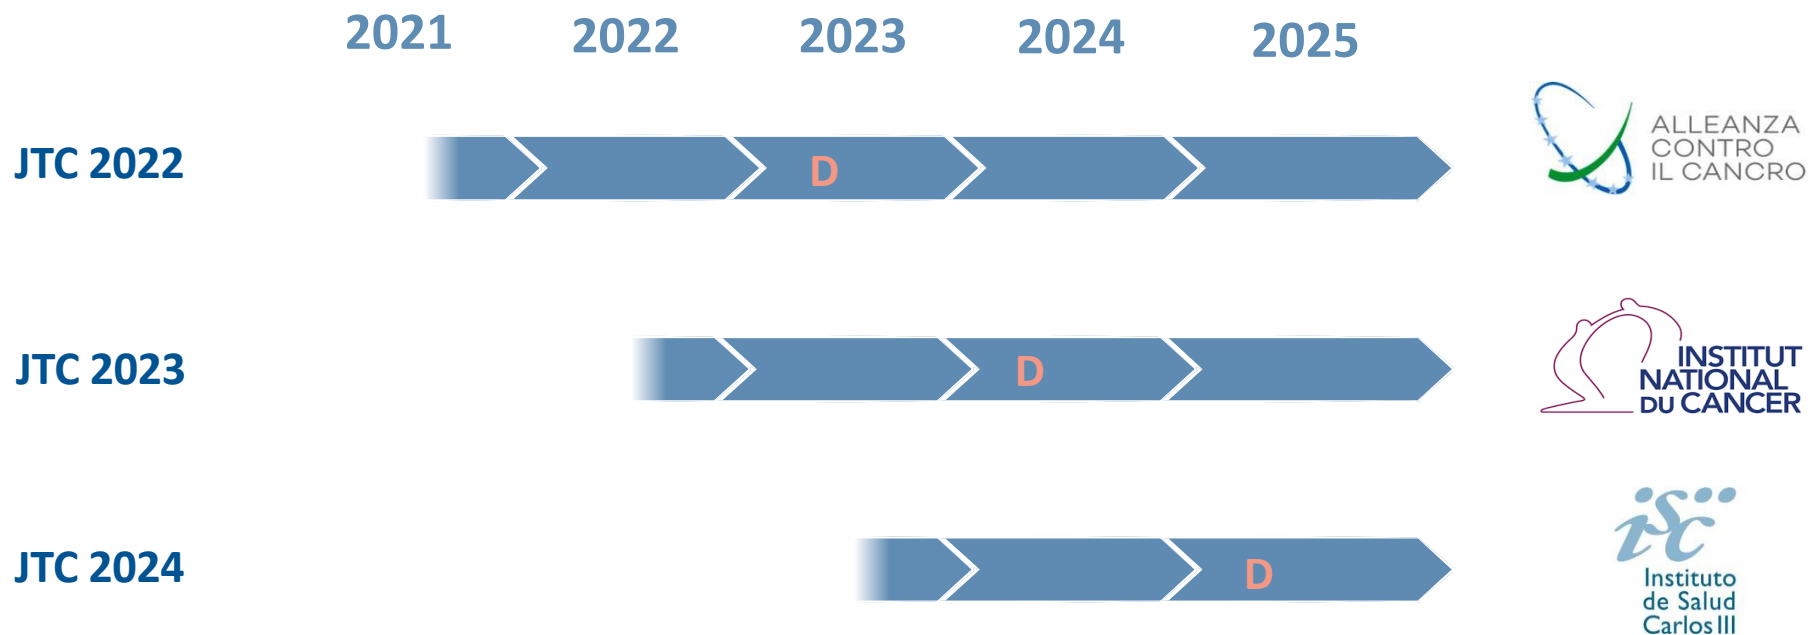 2021 2022 2023 2024 2025
JTC 2022
D
ALLEANZA
CONTRO
IL CANCRO
JTC 2023
D
INSTITUT
NATIONAL
DU CANCER
JTC 2024
D
isc
Instituto
de Salud
Carlos III